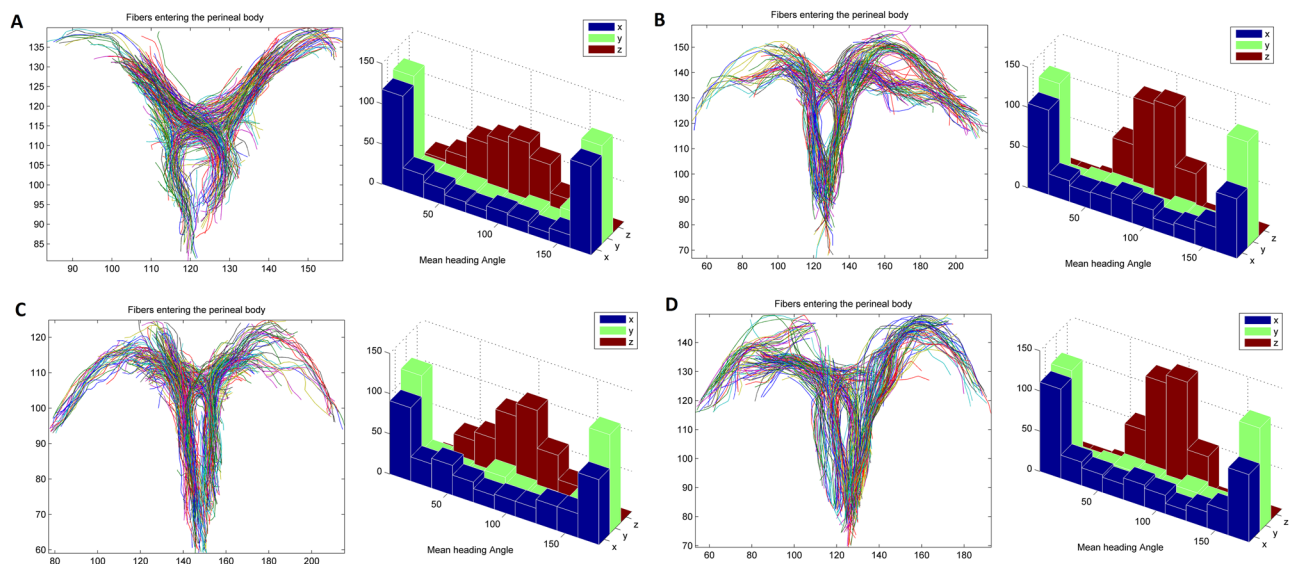 A
Fibers entering the perineal body
135
130
125
120
115
110
105
100
95
90
85
90 100 110 120 130 140 150
x
y
z
150
100
50
0
50
100
150
x
y
z
Mean heading Angle
B
Fibers entering the perineal body
150
140
130
120
110
100
90
80
70
60 80 100 120 140 160 180 200
x
y
z
150
100
50
0
50
100
150
x
y
z
Mean heading Angle
C
Fibers entering the perineal body
120
110
100
90
80
70
60
80 100 120 140 160 180 200
x
y
z
150
100
50
0
50
100
150
x
y
z
Mean heading Angle
D
Fibers entering the perineal body
140
130
120
110
100
90
80
70
60 80 100 120 140 160 180
x
y
z
150
100
50
0
50
100
150
x
y
z
Mean heading Angle